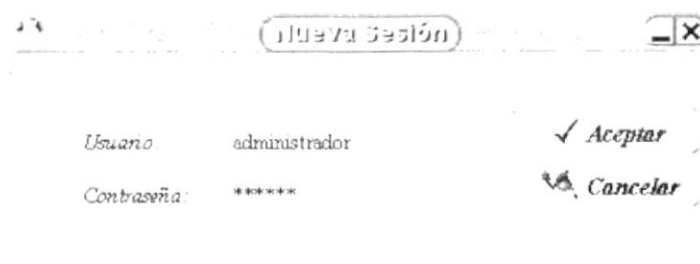 Nueva Sesión
Usuario: administrador
Aceptar
Contraseña: ******
Cancelar